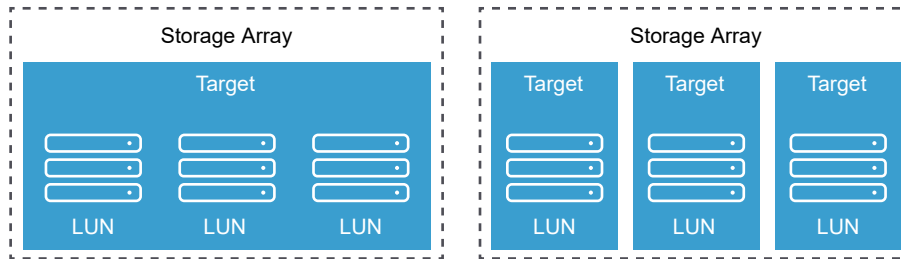 Storage Array
Target
LUN LUN LUN
Storage Array
Target Target Target
LUN LUN LUN